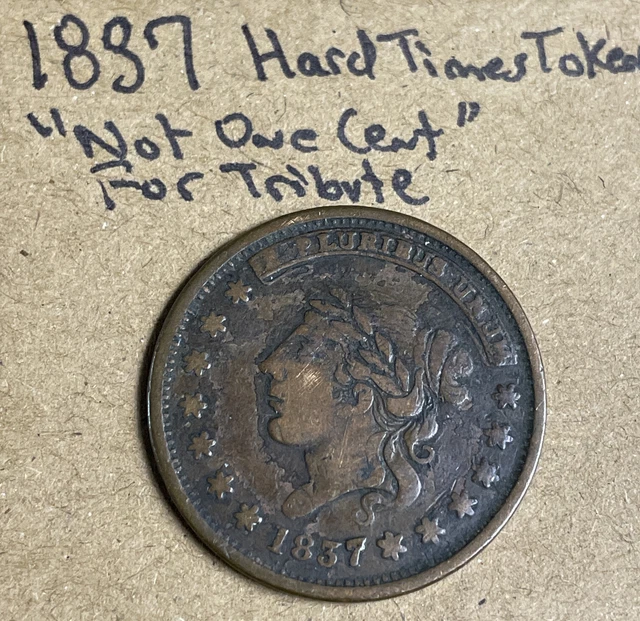 1837 Hard Times Token
"Not One Cent"
For Tribute
E PLURIBUS UNUM
1837